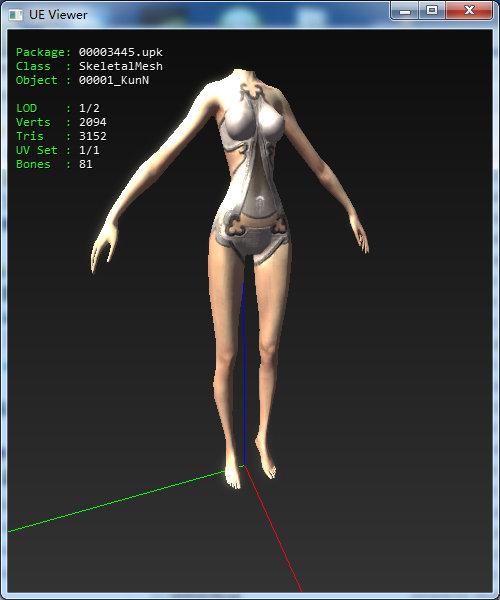 UE Viewer
Package: 00003445.upk
Class : SkeletalMesh
Object : 00001_KunN
LOD : 1/2
Verts : 2094
Tris : 3152
UV Set : 1/1
Bones : 81